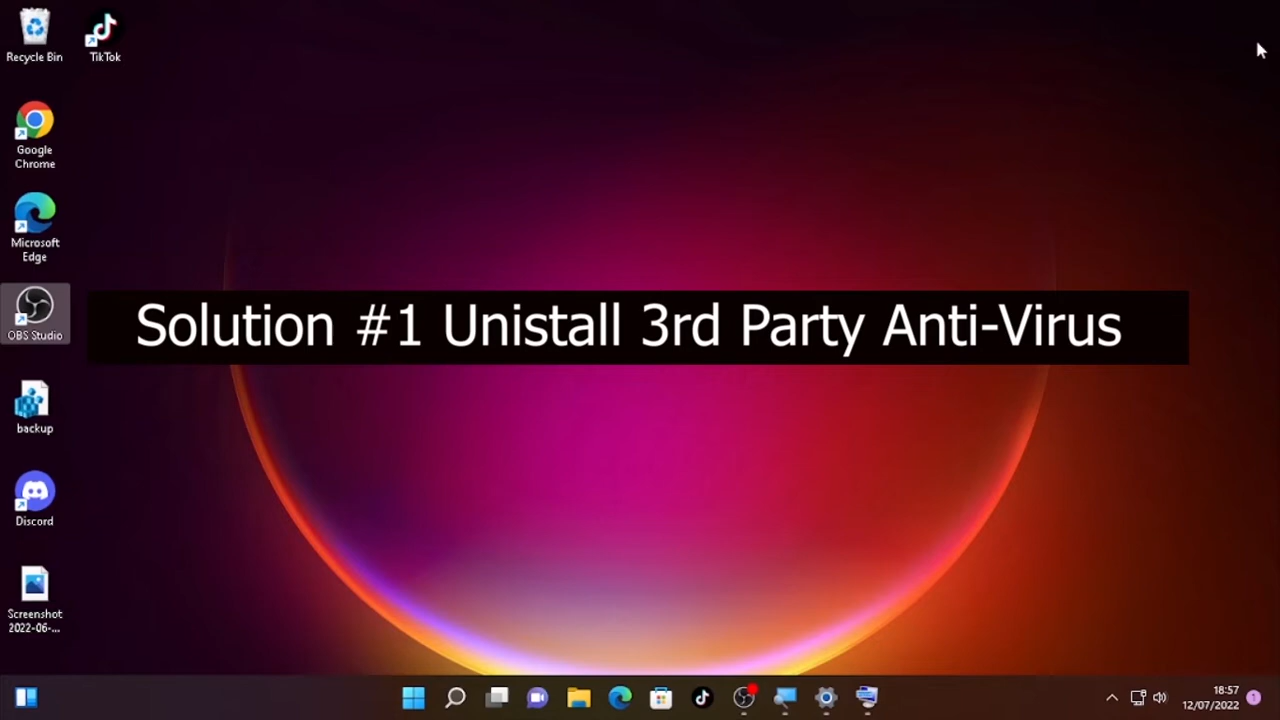 Recycle Bin
TikTok
Google
Chrome
Microsoft
Edge
OBS Studio
Solution #1 Unistall 3rd Party Anti-Virus
backup
Discord
Screenshot
2022-06-...
18:57
12/07/2022
1